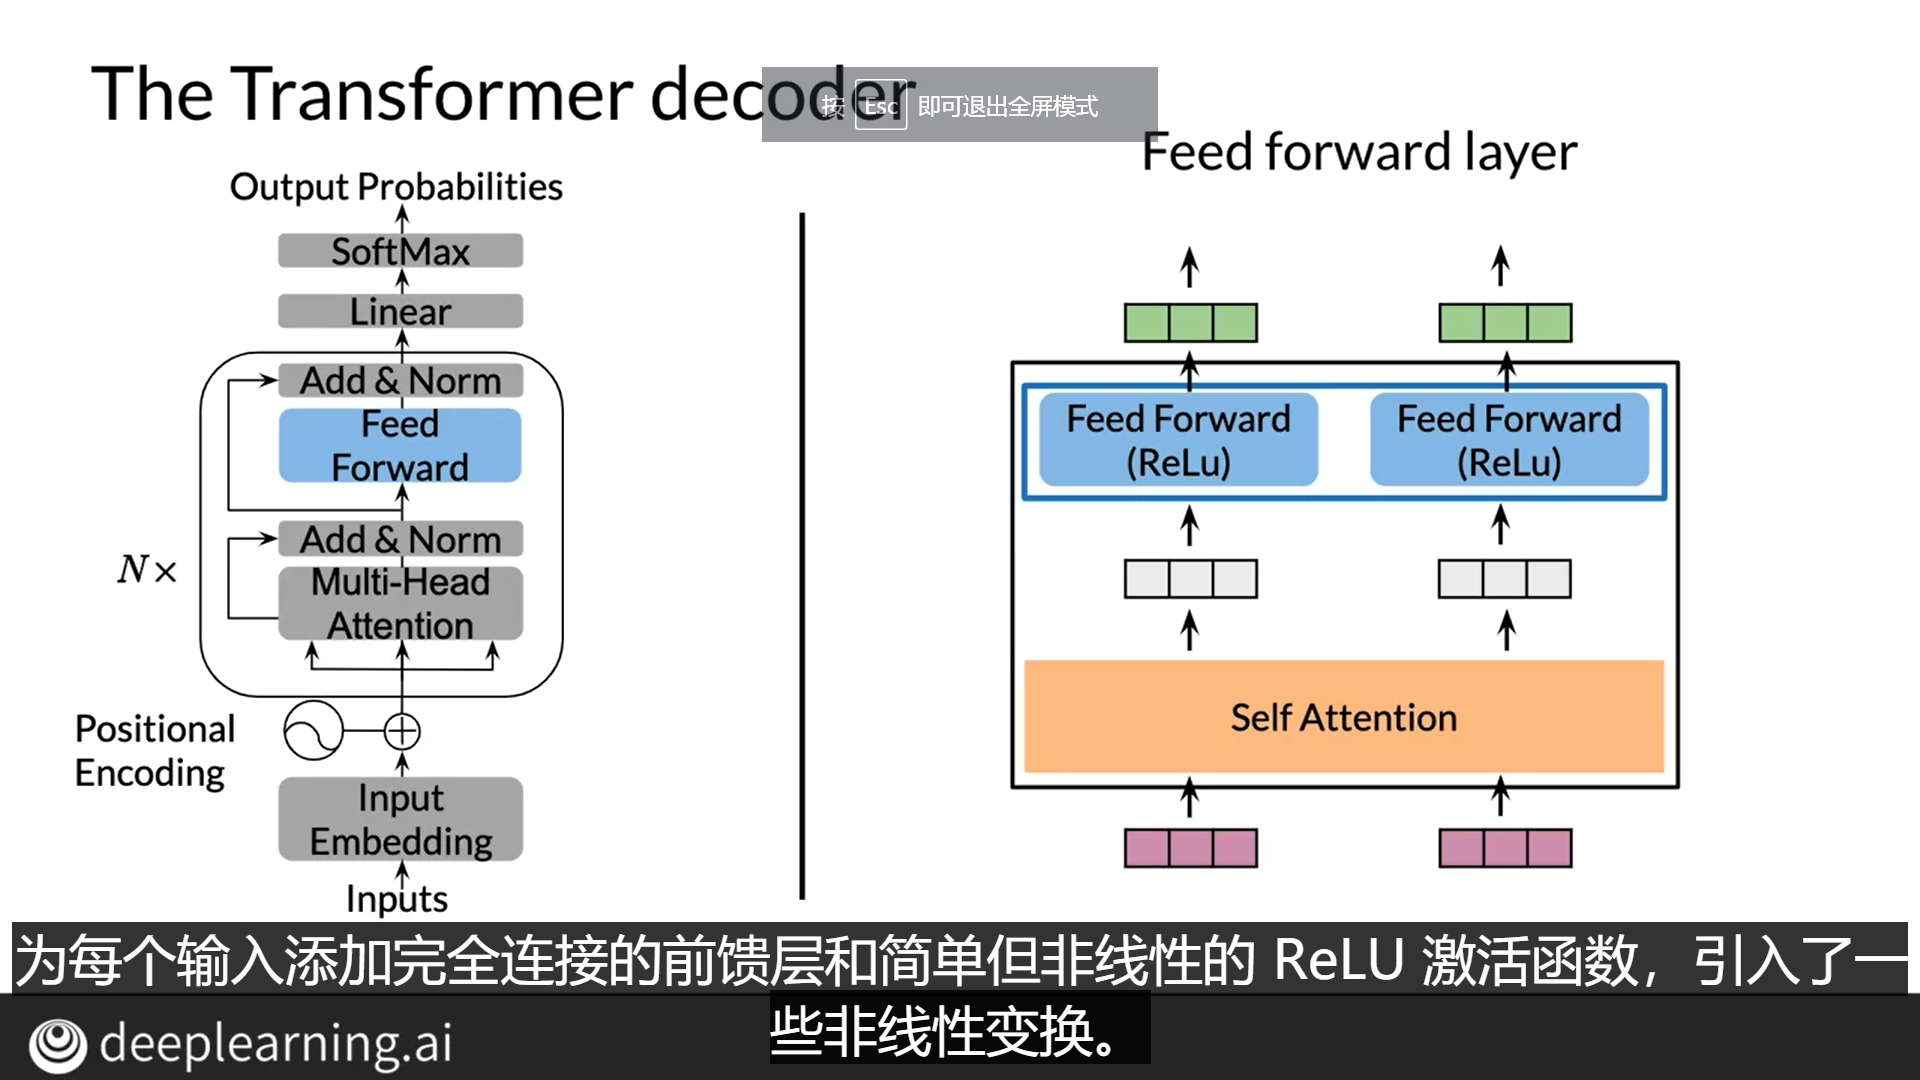 The Transformer decoder
按 Esc 即可退出全屏模式
Output Probabilities
SoftMax
Linear
Add & Norm
Feed
Forward
Add & Norm
Multi-Head
Attention
N×
Positional
Encoding
Input
Embedding
Inputs
Feed forward layer
Feed Forward
(ReLu)
Feed Forward
(ReLu)
Self Attention
为每个输入添加完全连接的前馈层和简单但非线性的 ReLU 激活函数，引入了一
些非线性变换。
deeplearning.ai